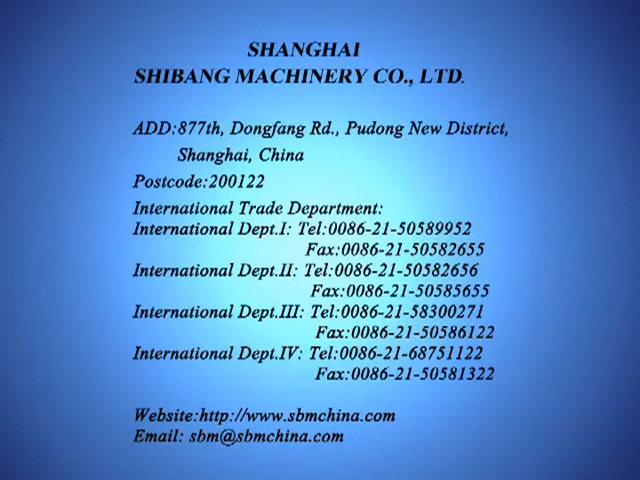 SHANGHAI
SHIBANG MACHINERY CO., LTD.
ADD:877th, Dongfang Rd., Pudong New District,
Shanghai, China
Postcode:200122
International Trade Department:
International Dept.I: Tel:0086-21-50589952
Fax:0086-21-50582655
International Dept.II: Tel:0086-21-50582656
Fax:0086-21-50585655
International Dept.III: Tel:0086-21-58300271
Fax:0086-21-50586122
International Dept.IV: Tel:0086-21-68751122
Fax:0086-21-50581322
Website:http://www.sbmchina.com
Email: sbm@sbmchina.com